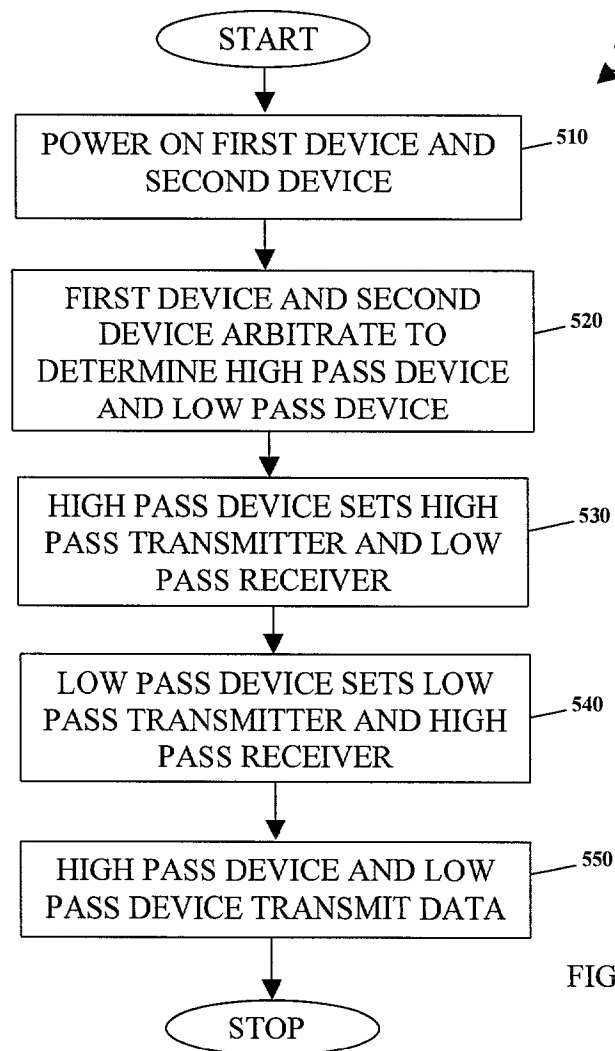 START
POWER ON FIRST DEVICE AND
SECOND DEVICE
510
FIRST DEVICE AND SECOND
DEVICE ARBITRATE TO
DETERMINE HIGH PASS DEVICE
AND LOW PASS DEVICE
520
HIGH PASS DEVICE SETS HIGH
PASS TRANSMITTER AND LOW
PASS RECEIVER
530
LOW PASS DEVICE SETS LOW
PASS TRANSMITTER AND HIGH
PASS RECEIVER
540
HIGH PASS DEVICE AND LOW
PASS DEVICE TRANSMIT DATA
550
FIG
STOP